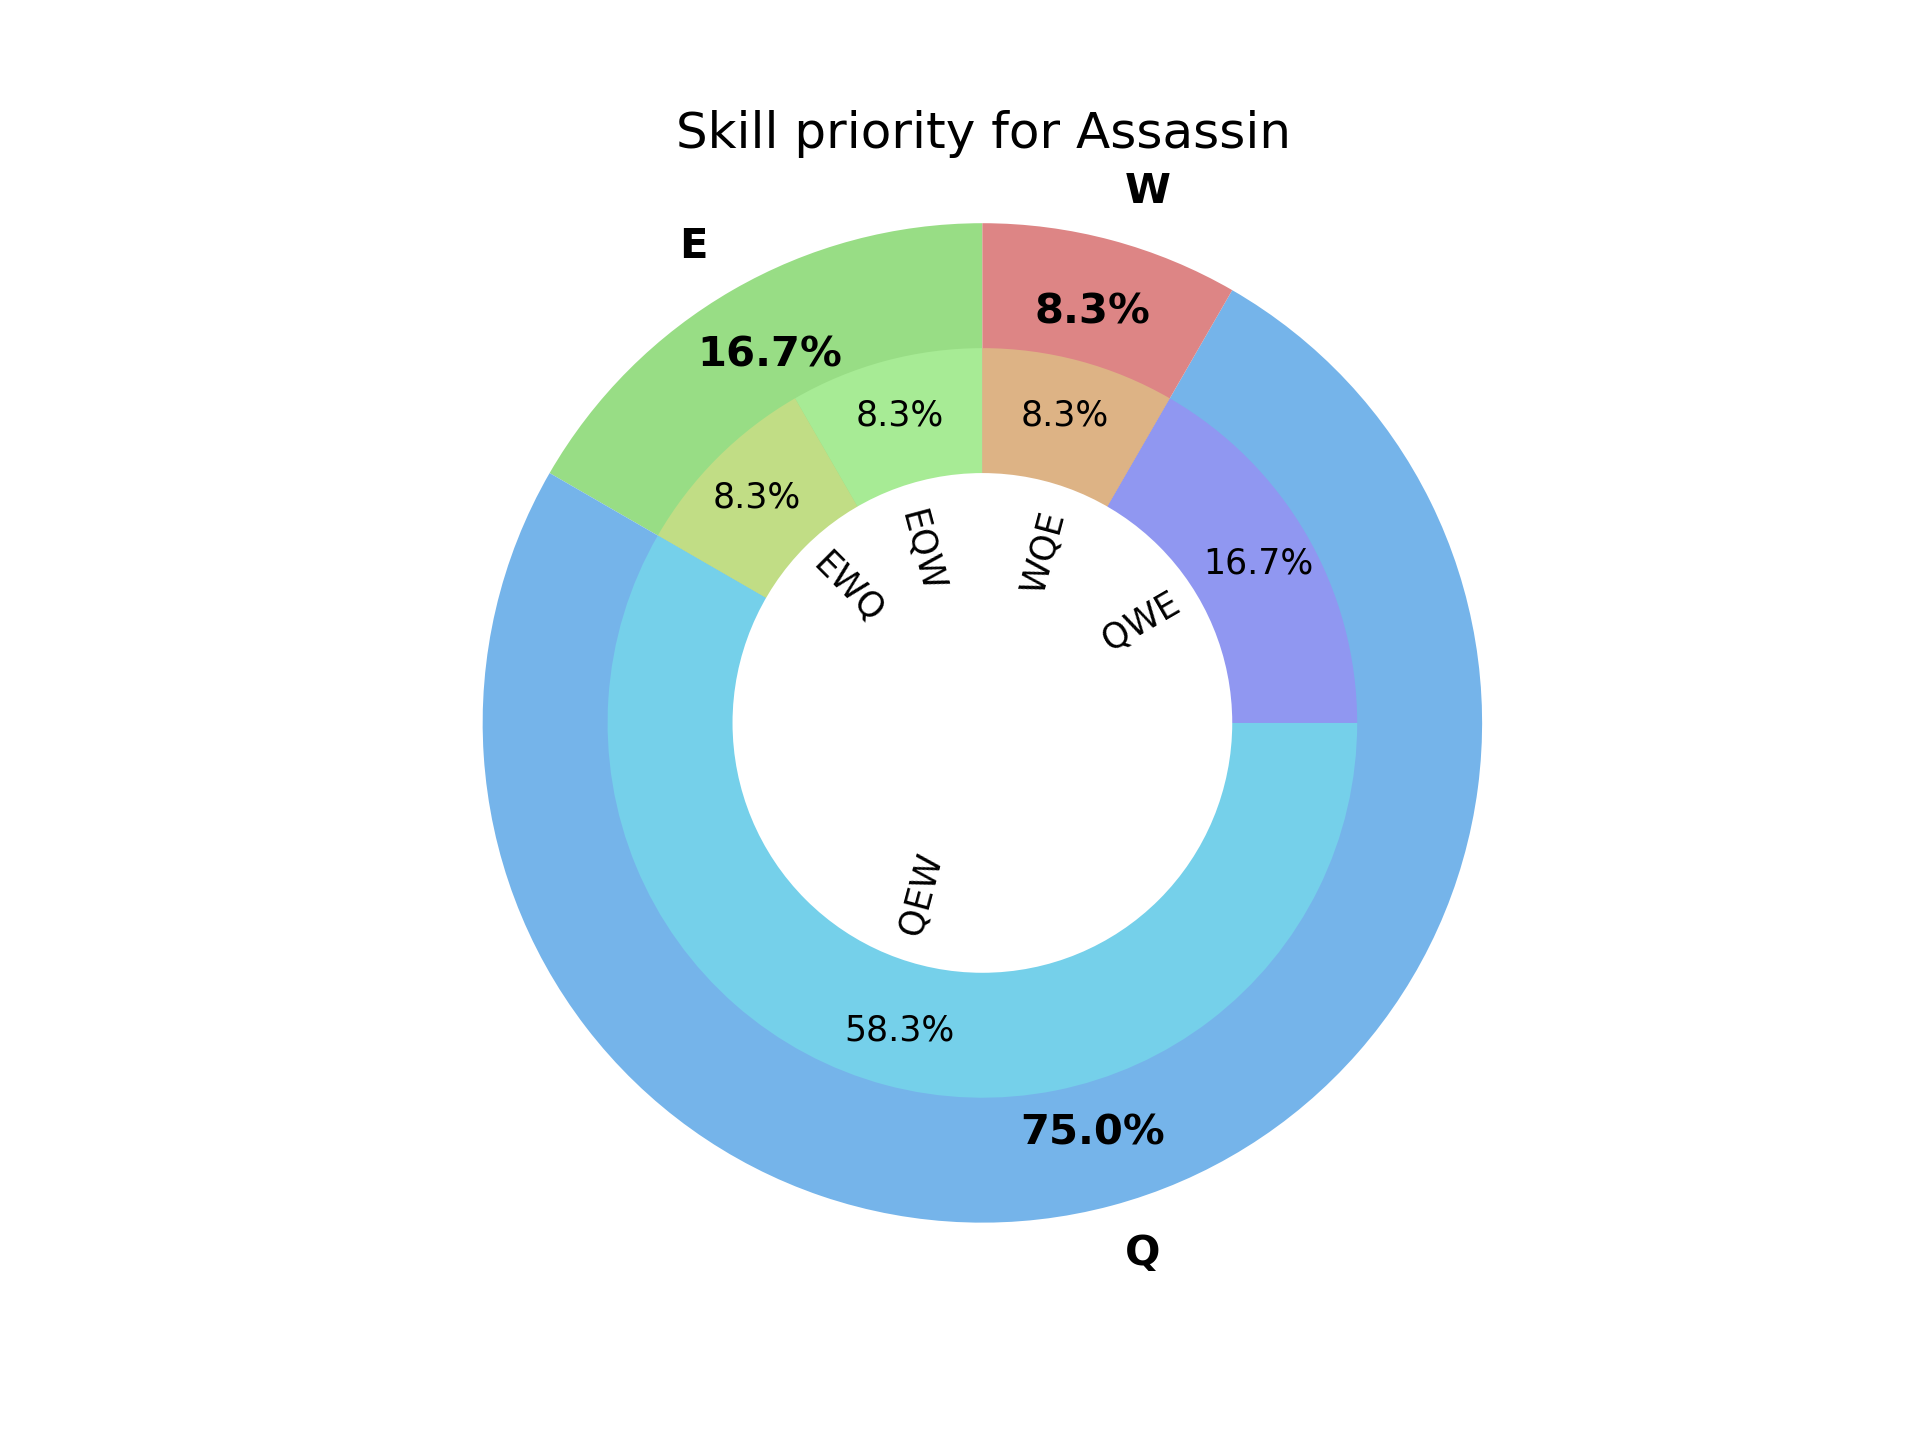 Skill priority for Assassin
W
E
8.3%
16.7%
8.3%
8.3%
8.3%
EQW
WQE
EWQ
16.7%
QWE
QEW
58.3%
75.0%
Q